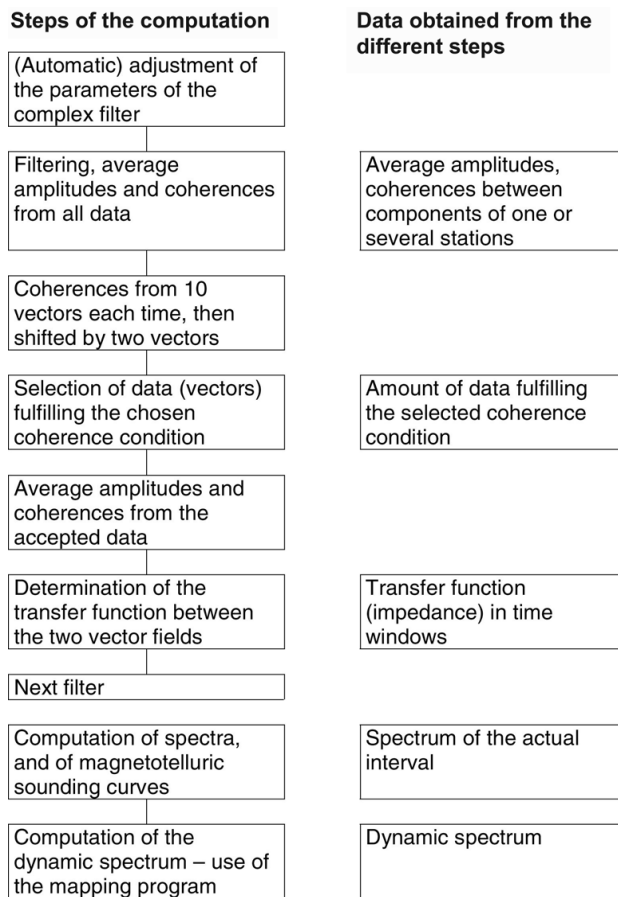 Steps of the computation
Data obtained from the
different steps
(Automatic) adjustment of
the parameters of the
complex filter
Filtering, average
amplitudes and coherences
from all data
Average amplitudes,
coherences between
components of one or
several stations
Coherences from 10
vectors each time, then
shifted by two vectors
Selection of data (vectors)
fulfilling the chosen
coherence condition
Amount of data fulfilling
the selected coherence
condition
Average amplitudes and
coherences from the
accepted data
Determination of the
transfer function between
the two vector fields
Transfer function
(impedance) in time
windows
Next filter
Computation of spectra,
and of magnetotelluric
sounding curves
Spectrum of the actual
interval
Computation of the
dynamic spectrum – use of
the mapping program
Dynamic spectrum